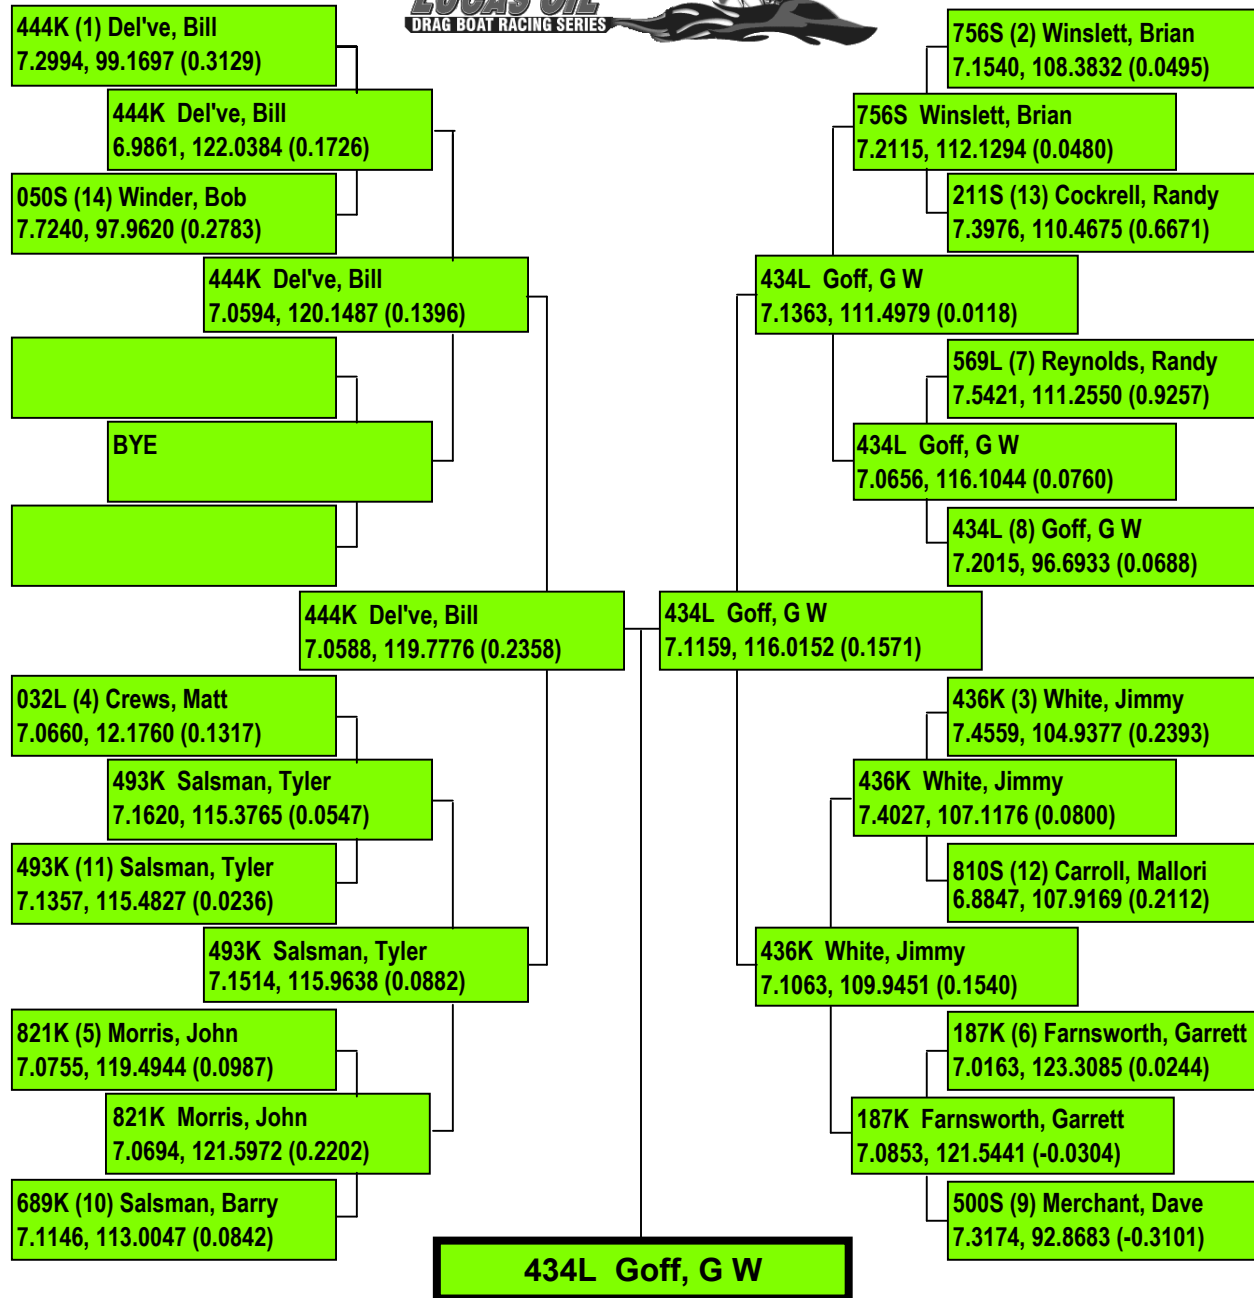 LUCAS OIL
DRAG BOAT RACING SERIES
444K (1) Del've, Bill
7.2994, 99.1697 (0.3129)
444K Del've, Bill
6.9861, 122.0384 (0.1726)
050S (14) Winder, Bob
7.7240, 97.9620 (0.2783)
444K Del've, Bill
7.0594, 120.1487 (0.1396)
BYE
444K Del've, Bill
7.0588, 119.7776 (0.2358)
032L (4) Crews, Matt
7.0660, 12.1760 (0.1317)
493K Salsman, Tyler
7.1620, 115.3765 (0.0547)
493K (11) Salsman, Tyler
7.1357, 115.4827 (0.0236)
493K Salsman, Tyler
7.1514, 115.9638 (0.0882)
821K (5) Morris, John
7.0755, 119.4944 (0.0987)
821K Morris, John
7.0694, 121.5972 (0.2202)
689K (10) Salsman, Barry
7.1146, 113.0047 (0.0842)
756S (2) Winslett, Brian
7.1540, 108.3832 (0.0495)
756S Winslett, Brian
7.2115, 112.1294 (0.0480)
211S (13) Cockrell, Randy
7.3976, 110.4675 (0.6671)
434L Goff, G W
7.1363, 111.4979 (0.0118)
569L (7) Reynolds, Randy
7.5421, 111.2550 (0.9257)
434L Goff, G W
7.0656, 116.1044 (0.0760)
434L (8) Goff, G W
7.2015, 96.6933 (0.0688)
434L Goff, G W
7.1159, 116.0152 (0.1571)
436K (3) White, Jimmy
7.4559, 104.9377 (0.2393)
436K White, Jimmy
7.4027, 107.1176 (0.0800)
810S (12) Carroll, Mallori
6.8847, 107.9169 (0.2112)
436K White, Jimmy
7.1063, 109.9451 (0.1540)
187K (6) Farnsworth, Garrett
7.0163, 123.3085 (0.0244)
187K Farnsworth, Garrett
7.0853, 121.5441 (-0.0304)
500S (9) Merchant, Dave
7.3174, 92.8683 (-0.3101)
434L Goff, G W